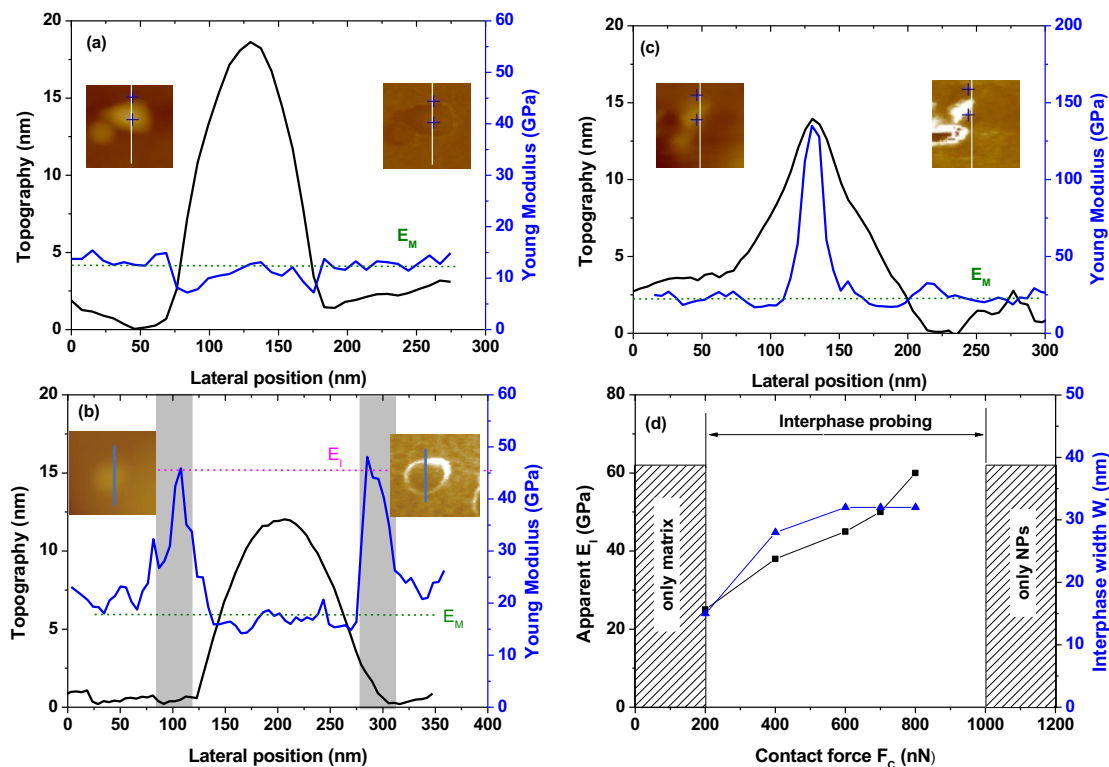 (a)
Topography (nm)
20
15
10
5
0
E_M
60
50
40
30
20
10
0
Young Modulus (GPa)
0 50 100 150 200 250 300
Lateral position (nm)
(c)
Topography (nm)
20
15
10
5
0
E_M
200
150
100
50
0
Young Modulus (GPa)
0 50 100 150 200 250 300
Lateral position (nm)
(b)
Topography (nm)
20
15
10
5
0
E_I
E_M
60
50
40
30
20
10
0
Young Modulus (GPa)
0 50 100 150 200 250 300 350 400
Lateral position (nm)
(d)
Interphase probing
Apparent E_I (GPa)
80
60
40
20
0
only matrix
only NPs
50
40
30
20
10
0
Interphase width W_I (nm)
0 200 400 600 800 1000 1200
Contact force F_C (nN)